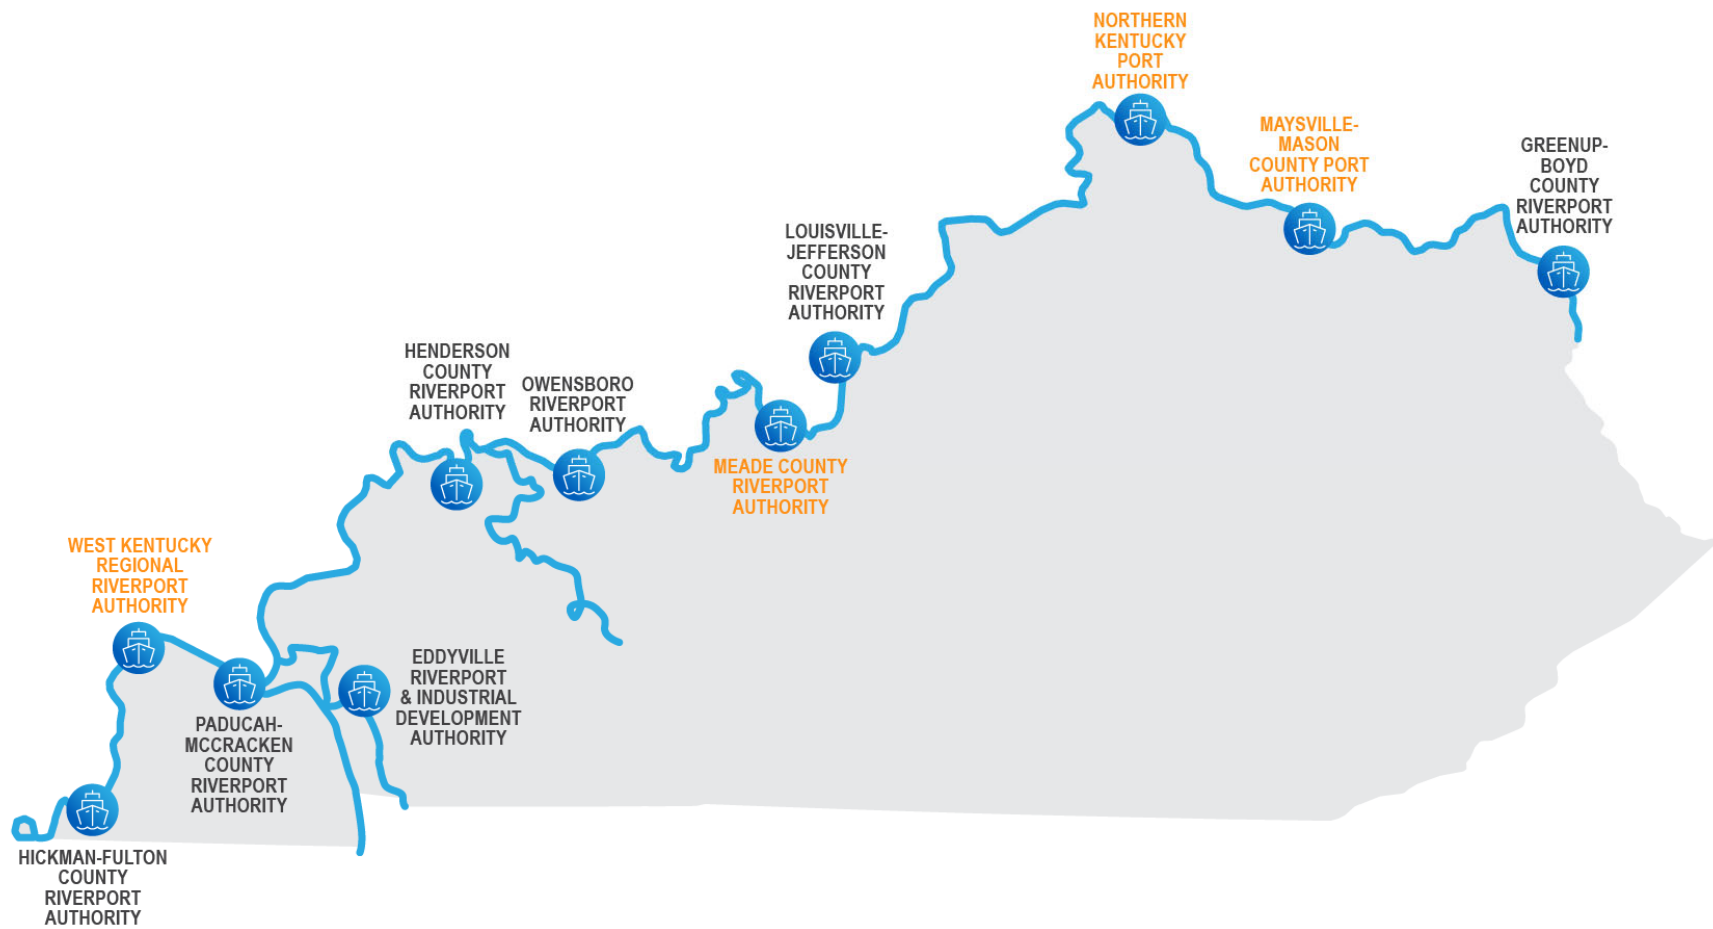 NORTHERN
KENTUCKY
PORT
AUTHORITY
MAYSVILLE-
MASON
COUNTY PORT
AUTHORITY
GREENUP-
BOYD
COUNTY
RIVERPORT
AUTHORITY
LOUISVILLE-
JEFFERSON
COUNTY
RIVERPORT
AUTHORITY
HENDERSON
COUNTY
RIVERPORT
AUTHORITY
OWENSBORO
RIVERPORT
AUTHORITY
MEADE COUNTY
RIVERPORT
AUTHORITY
WEST KENTUCKY
REGIONAL
RIVERPORT
AUTHORITY
EDDYVILLE
RIVERPORT
& INDUSTRIAL
DEVELOPMENT
AUTHORITY
PADUCAH-
MCCRACKEN
COUNTY
RIVERPORT
AUTHORITY
HICKMAN-FULTON
COUNTY
RIVERPORT
AUTHORITY